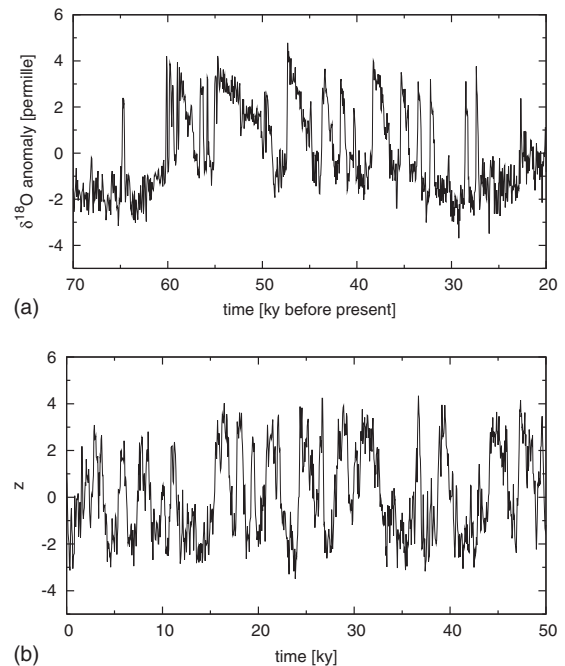 6
4
2
0
-2
-4
δ¹⁸O anomaly [permille]
70 60 50 40 30 20
(a)
time [ky before present]
6
4
2
0
-2
-4
z
0 10 20 30 40 50
(b)
time [ky]